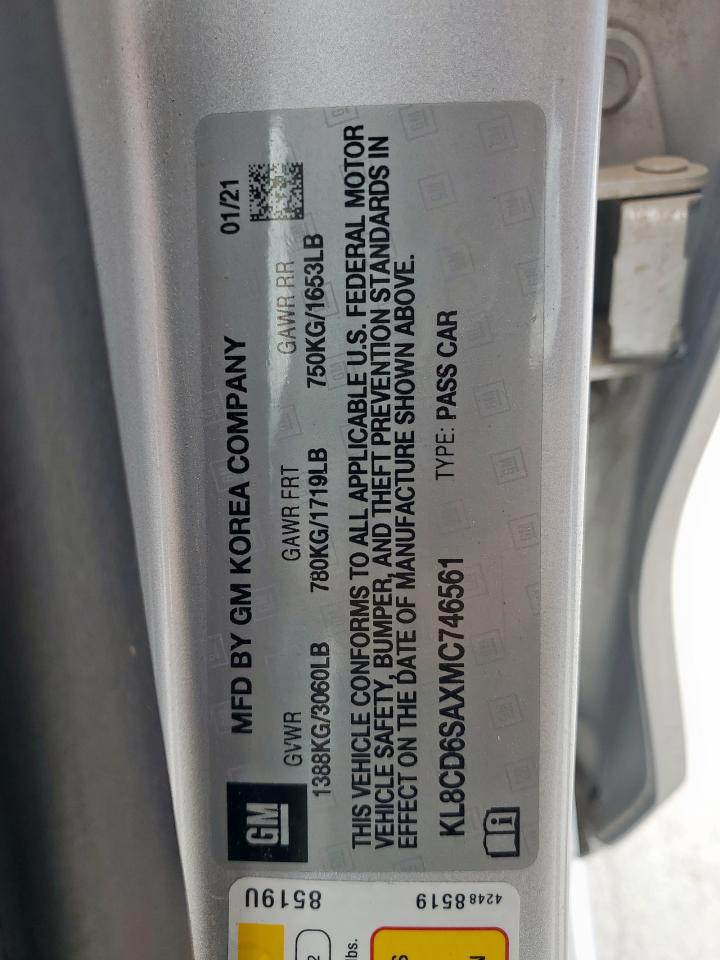 MFD BY GM KOREA COMPANY 01/21
GM
GVWR GAWR FRT GAWR RR
1388KG/3060LB 780KG/1719LB 750KG/1653LB
THIS VEHICLE CONFORMS TO ALL APPLICABLE U.S. FEDERAL MOTOR
VEHICLE SAFETY, BUMPER, AND THEFT PREVENTION STANDARDS IN
EFFECT ON THE DATE OF MANUFACTURE SHOWN ABOVE.
KL8CD6SAXMC746561 TYPE: PASS CAR
8519U
42488519
lbs.